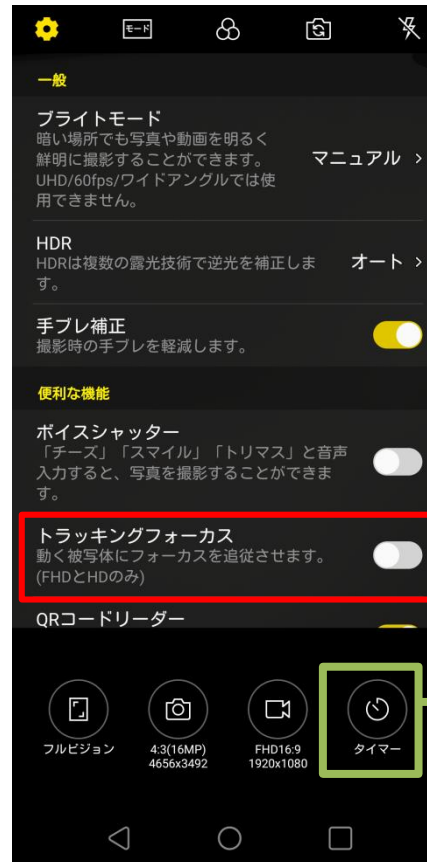 モード
一般
ブライトモード
暗い場所でも写真や動画を明るく
鮮明に撮影することができます。
UHD/60fps/ワイドアングルでは使
用できません。
マニュアル
HDR
HDRは複数の露光技術で逆光を補正しま
す。
オート
手ブレ補正
撮影時の手ブレを軽減します。
便利な機能
ボイスシャッター
「チーズ」「スマイル」「トリマス」と音声
入力すると、写真を撮影することができま
す。
トラッキングフォーカス
動く被写体にフォーカスを追従させます。
(FHDとHDのみ)
QRコードリーダー
フルビジョン
4:3(16MP)
4656x3492
FHD16:9
1920x1080
タイマー